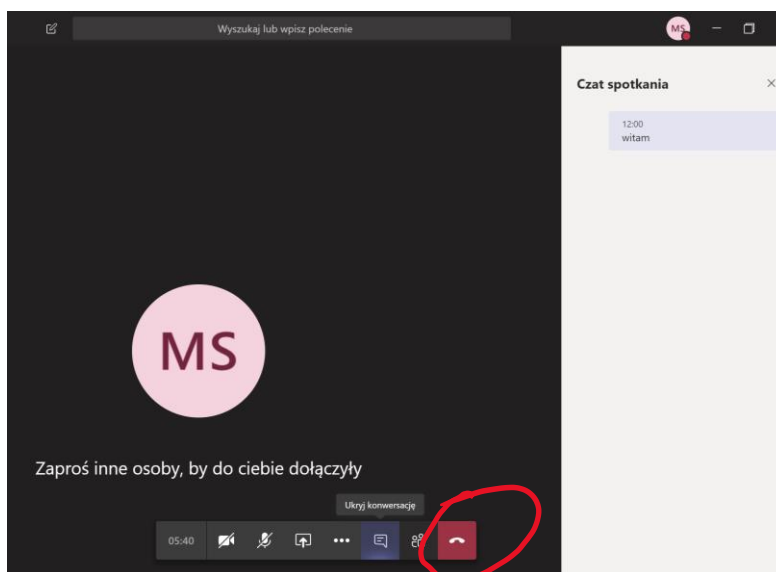 Wyszukaj lub wpisz polecenie
MS
Czat spotkania
12:00
witam
MS
Zaproś inne osoby, by do ciebie dołączyły
Ukryj konwersację
05:40